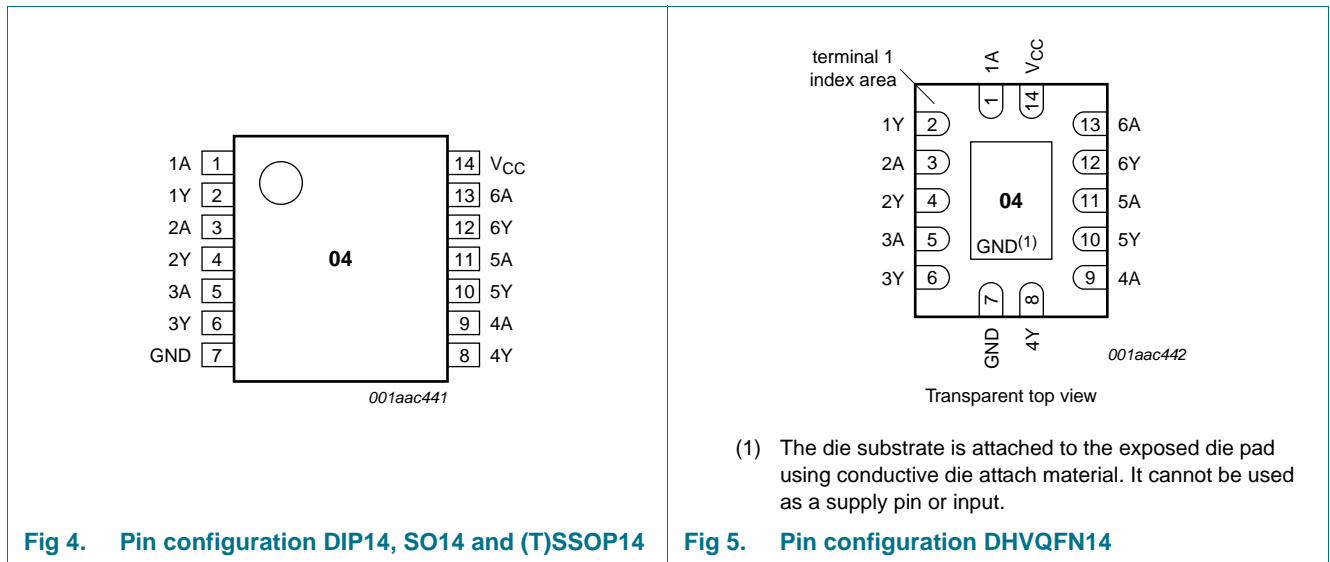 1A 1
1Y 2
2A 3
2Y 4
3A 5
3Y 6
GND 7
04
14 VCC
13 6A
12 6Y
11 5A
10 5Y
9 4A
8 4Y
001aac441
Fig 4. Pin configuration DIP14, SO14 and (T)SSOP14
terminal 1
index area
1A
VCC
1
14
1Y 2
2A 3
2Y 4
3A 5
3Y 6
04
GND(1)
13 6A
12 6Y
11 5A
10 5Y
9 4A
7
8
GND
4Y
001aac442
Transparent top view
(1) The die substrate is attached to the exposed die pad
using conductive die attach material. It cannot be used
as a supply pin or input.
Fig 5. Pin configuration DHVQFN14